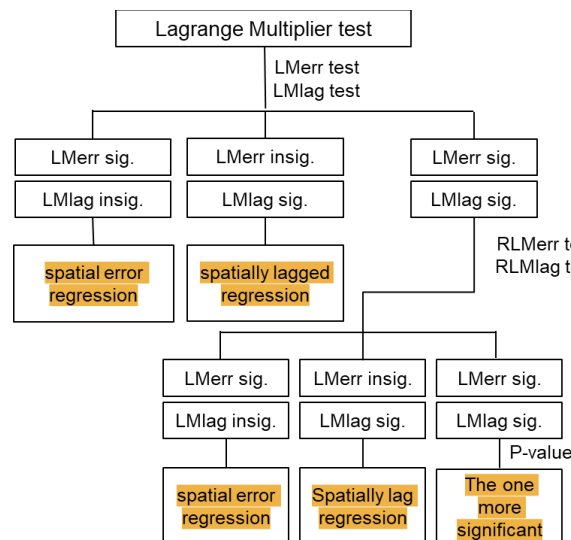 Lagrange Multiplier test
LMerr test
LMlag test
LMerr sig.
LMlag insig.
spatial error
regression
LMerr insig.
LMlag sig.
spatially lagged
regression
LMerr sig.
LMlag sig.
RLMerr t
RLMlag t
LMerr sig.
LMlag insig.
spatial error
regression
LMerr insig.
LMlag sig.
Spatially lag
regression
LMerr sig.
LMlag sig.
P-value
The one
more
significant